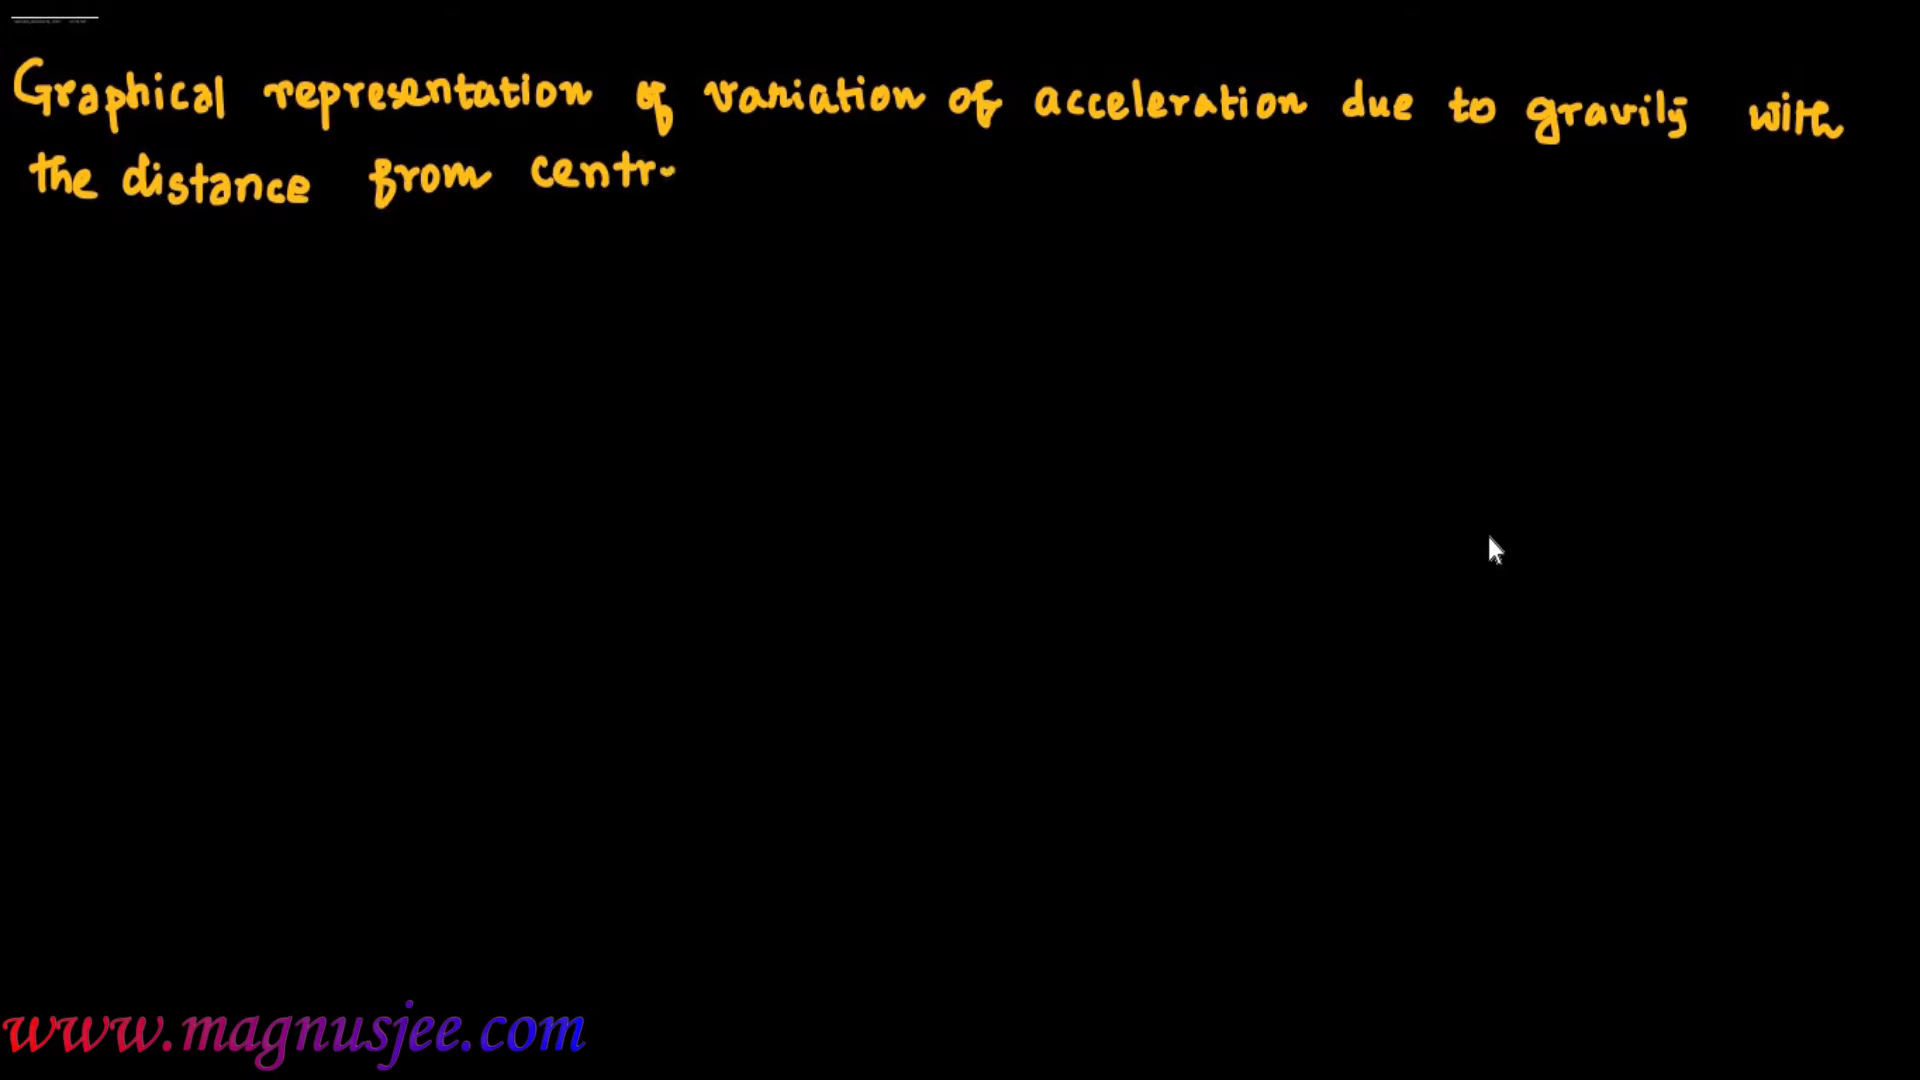 Graphical representation of variation of acceleration due to gravity with
the distance from centr
www.magnusjee.com